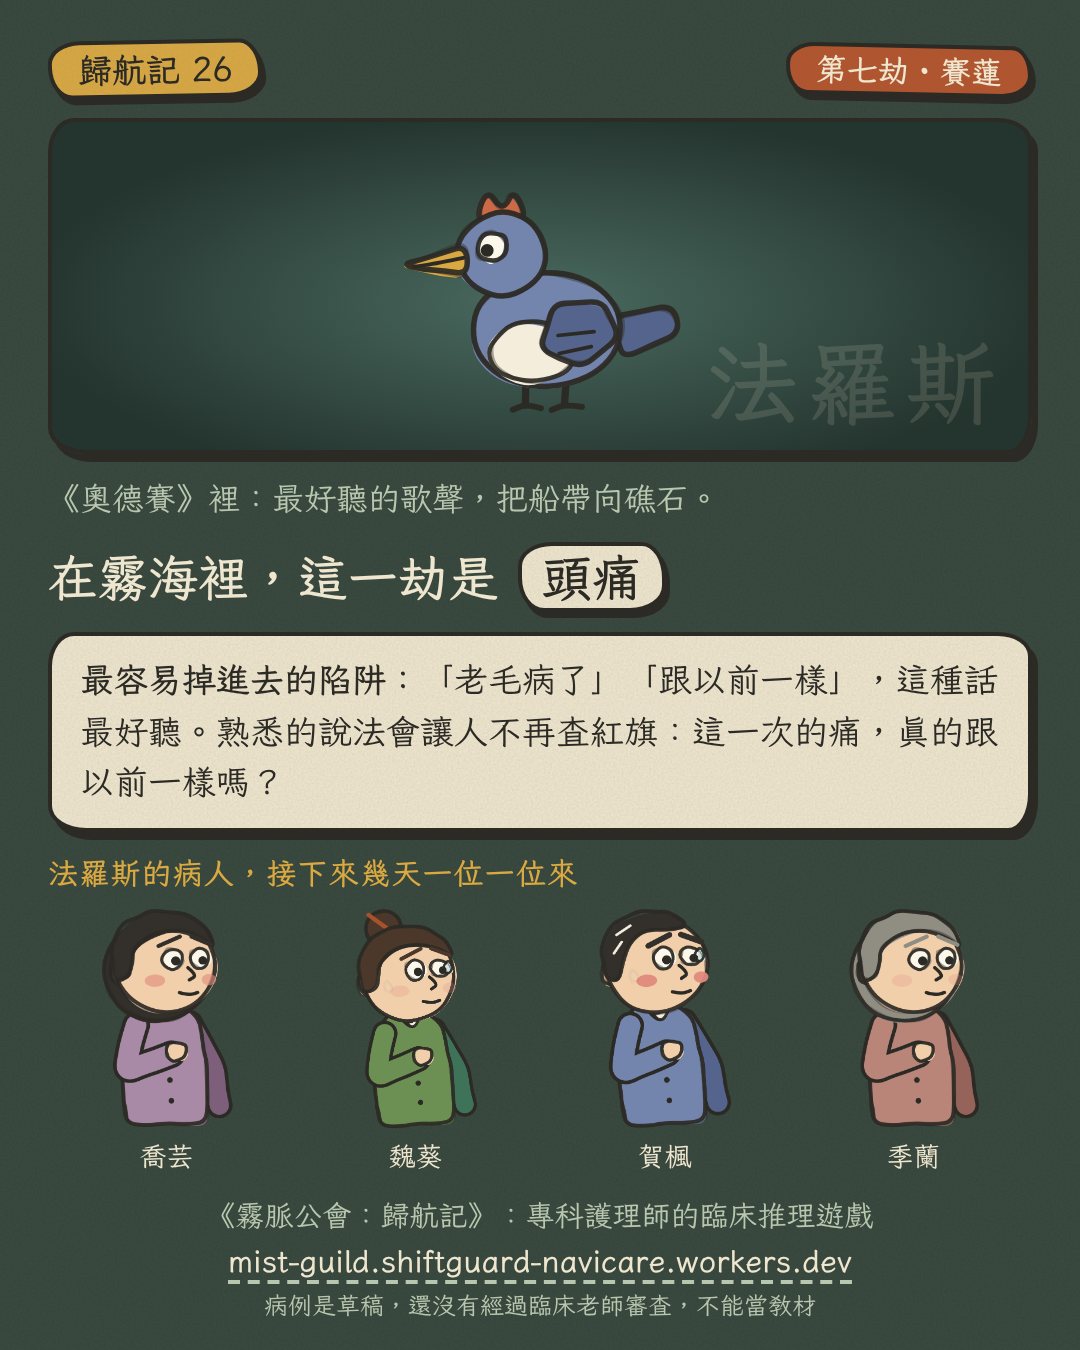 歸航記 26
第七劫・賽蓮
法羅斯
《奧德賽》裡：最好聽的歌聲，把船帶向礁石。
在霧海裡，這一劫是 頭痛
最容易掉進去的陷阱：「老毛病了」「跟以前一樣」，這種話
最好聽。熟悉的說法會讓人不再查紅旗：這一次的痛，真的跟
以前一樣嗎？
法羅斯的病人，接下來幾天一位一位來
喬芸
魏葵
賀楓
季蘭
《霧脈公會：歸航記》：專科護理師的臨床推理遊戲
mist-guild.shiftguard-navicare.workers.dev
病例是草稿，還沒有經過臨床老師審查，不能當教材